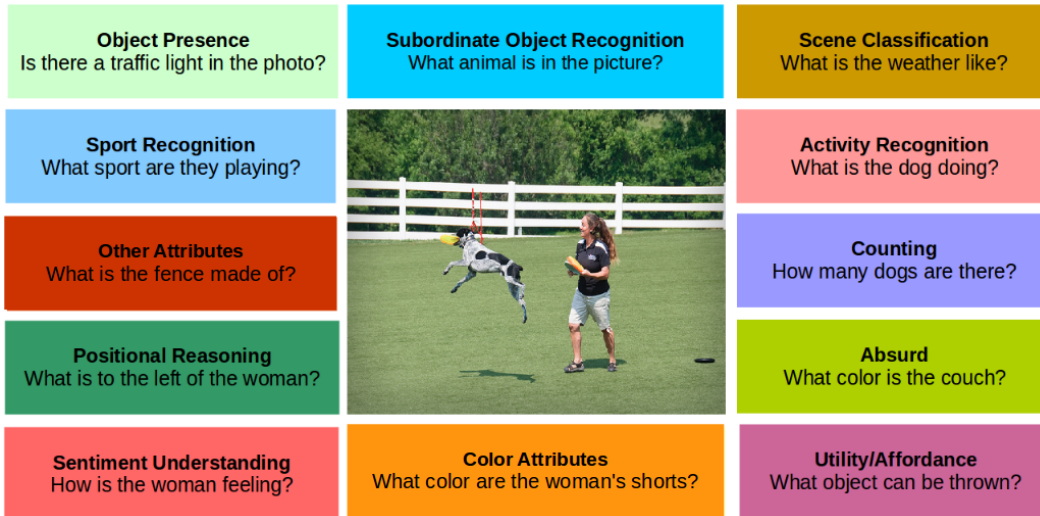 Object Presence
Is there a traffic light in the photo?
Subordinate Object Recognition
What animal is in the picture?
Scene Classification
What is the weather like?
Sport Recognition
What sport are they playing?
Activity Recognition
What is the dog doing?
Other Attributes
What is the fence made of?
Counting
How many dogs are there?
Positional Reasoning
What is to the left of the woman?
Absurd
What color is the couch?
Sentiment Understanding
How is the woman feeling?
Color Attributes
What color are the woman's shorts?
Utility/Affordance
What object can be thrown?